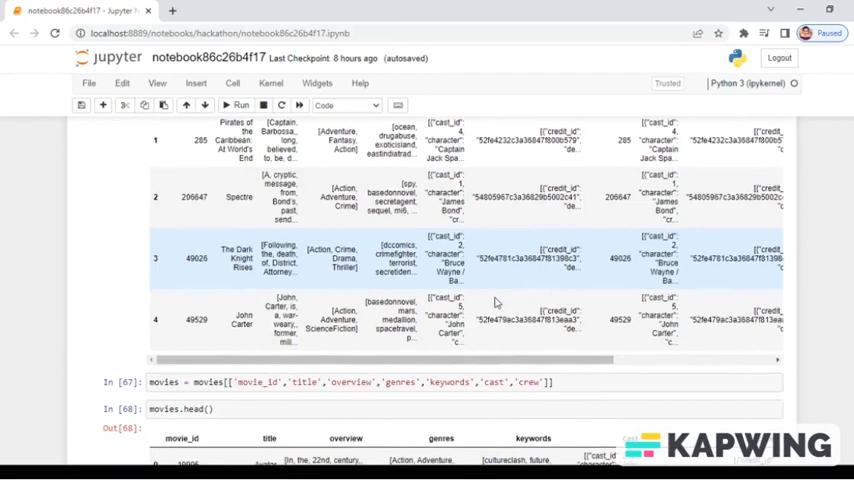 notebook86c26b4f17 - Jupyter N
localhost:8889/notebooks/hackathon/notebook86c26b4f17.ipynb
Paused
jupyter notebook86c26b4f17 Last Checkpoint: 8 hours ago (autosaved)
Logout
File Edit View Insert Cell Kernel Widgets Help
Trusted Python 3 (ipykernel)
Run Code
Pirates of the Caribbean: At World's End
[Captain, Barbossa,, long, believed, to, be, d...
[Adventure, Fantasy, Action]
[ocean, drugabuse, exoticisland, eastindiatrad...
[{"cast_id": 4, "character": "Captain Jack Spa...
[{"credit_id": "52fe4232c3a36847f800b579", "de...
285
[{"cast_id": 4, "character": "Captain Jack Spa...
[{"credit_id": "52fe4232c3a36847f800b57
1 285
2 206647 Spectre
[A, cryptic, message, from, Bond's, past, send...
[Action, Adventure, Crime]
[spy, basedonnovel, secretagent, sequel, mi6, ...
[{"cast_id": 1, "character": "James Bond", "cr...
[{"credit_id": "54805967c3a36829b5002c41", "de...
206647
[{"cast_id": 1, "character": "James Bond", "cr...
[{"credit_id": "54805967c3a36829b5002c4
3 49026 The Dark Knight Rises
[Following, the, death, of, District, Attorney...
[Action, Crime, Drama, Thriller]
[dccomics, crimefighter, terrorist, secretiden...
[{"cast_id": 2, "character": "Bruce Wayne / Ba...
[{"credit_id": "52fe4781c3a36847f81398c3", "de...
49026
[{"cast_id": 2, "character": "Bruce Wayne / Ba...
[{"credit_id": "52fe4781c3a36847f81398
4 49529 John Carter
[John, Carter, is, a, war-weary,, former, mili...
[Action, Adventure, ScienceFiction]
[basedonnovel, mars, medallion, spacetravel, p...
[{"cast_id": 5, "character": "John Carter", "c...
[{"credit_id": "52fe479ac3a36847f813eaa3", "de...
49529
[{"cast_id": 5, "character": "John Carter", "c...
[{"credit_id": "52fe479ac3a36847f813eaa
In [67]: movies = movies[['movie_id','title','overview','genres','keywords','cast','crew']]
In [68]: movies.head()
Out[68]:
movie_id title overview genres keywords
[In, the, 22nd, century,, [Action, Adventure, [cultureclash, future,
KAPWING